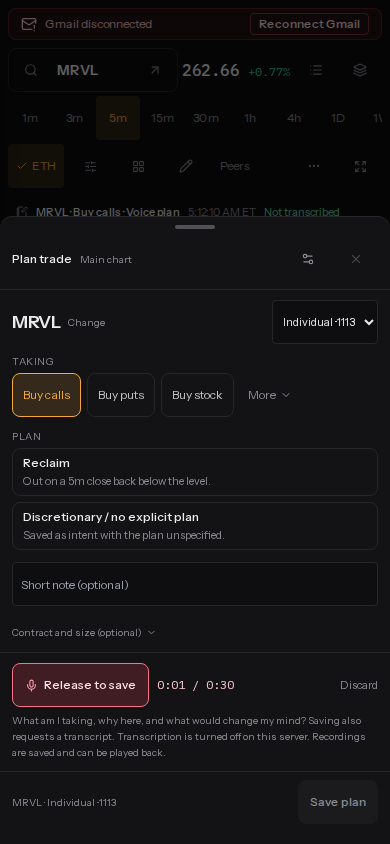 Gmail disconnected Reconnect Gmail
MRVL 262.66 +0.77%
1m 3m 5m 15m 30m 1h 4h 1D
ETH Peers
MRVL·Buy calls·Voice plan 5:12:10 AM ET Not transcribed
Plan trade Main chart
MRVL Change Individual ·1113
TAKING
Buy calls Buy puts Buy stock More
PLAN
Reclaim
Out on a 5m close back below the level.
Discretionary / no explicit plan
Saved as intent with the plan unspecified.
Short note (optional)
Contract and size (optional)
Release to save 0:01 / 0:30 Discard
What am I taking, why here, and what would change my mind? Saving also
requests a transcript. Transcription is turned off on this server. Recordings
are saved and can be played back.
MRVL · Individual ·1113 Save plan